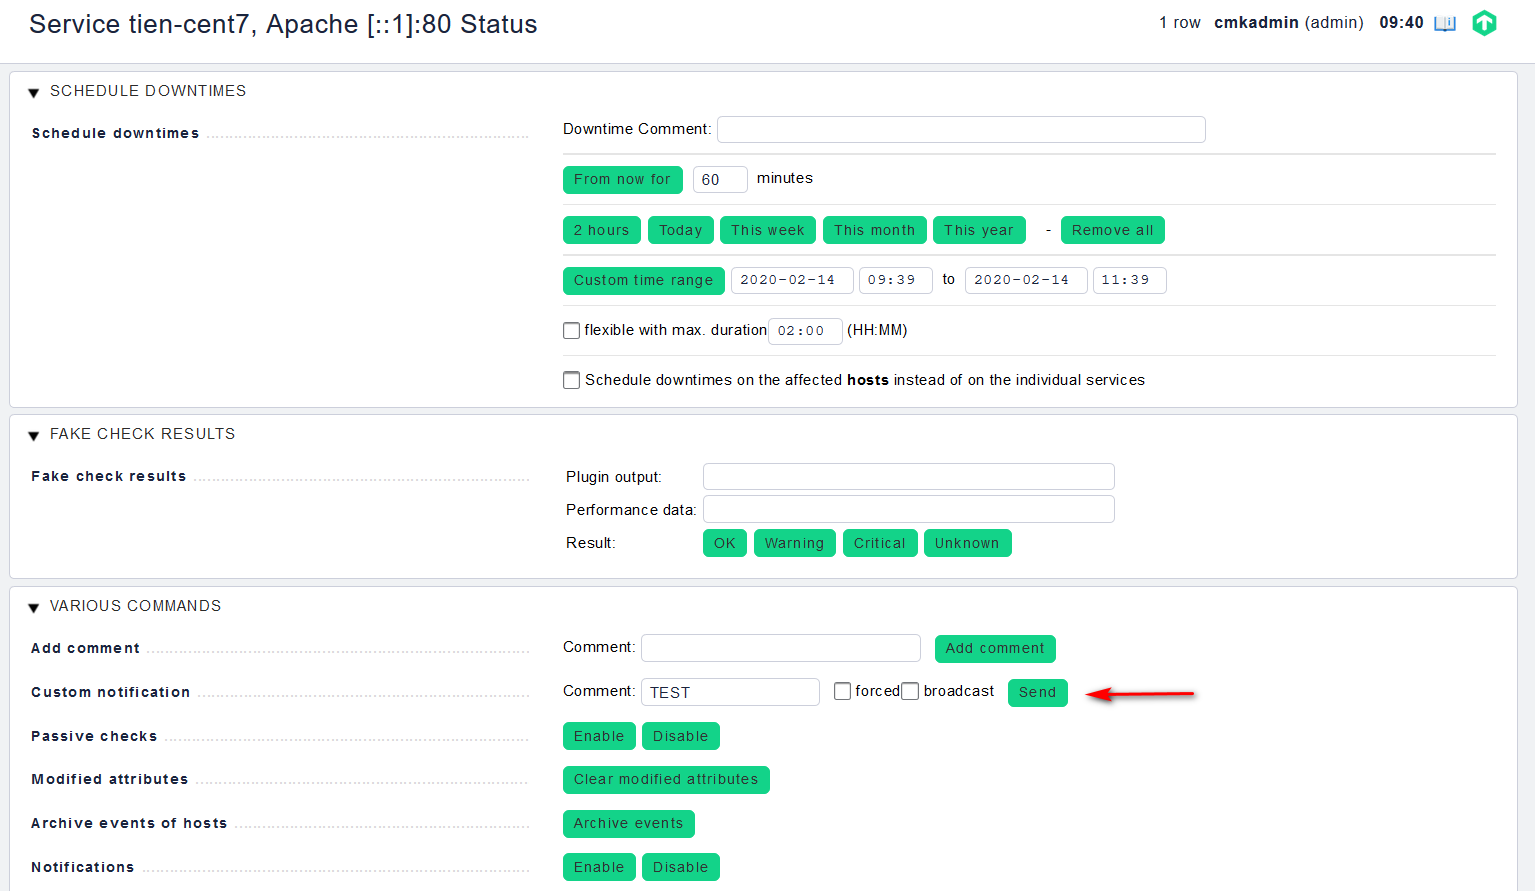 Service tien-cent7, Apache [::1]:80 Status
1 row cmkadmin (admin) 09:40
SCHEDULE DOWNTIMES
Schedule downtimes
Downtime Comment:
From now for 60 minutes
2 hours Today This week This month This year - Remove all
Custom time range 2020-02-14 09:39 to 2020-02-14 11:39
flexible with max. duration 02:00 (HH:MM)
Schedule downtimes on the affected hosts instead of on the individual services
FAKE CHECK RESULTS
Fake check results
Plugin output:
Performance data:
Result: OK Warning Critical Unknown
VARIOUS COMMANDS
Add comment Comment: Add comment
Custom notification Comment: TEST forced broadcast Send
Passive checks Enable Disable
Modified attributes Clear modified attributes
Archive events of hosts Archive events
Notifications Enable Disable